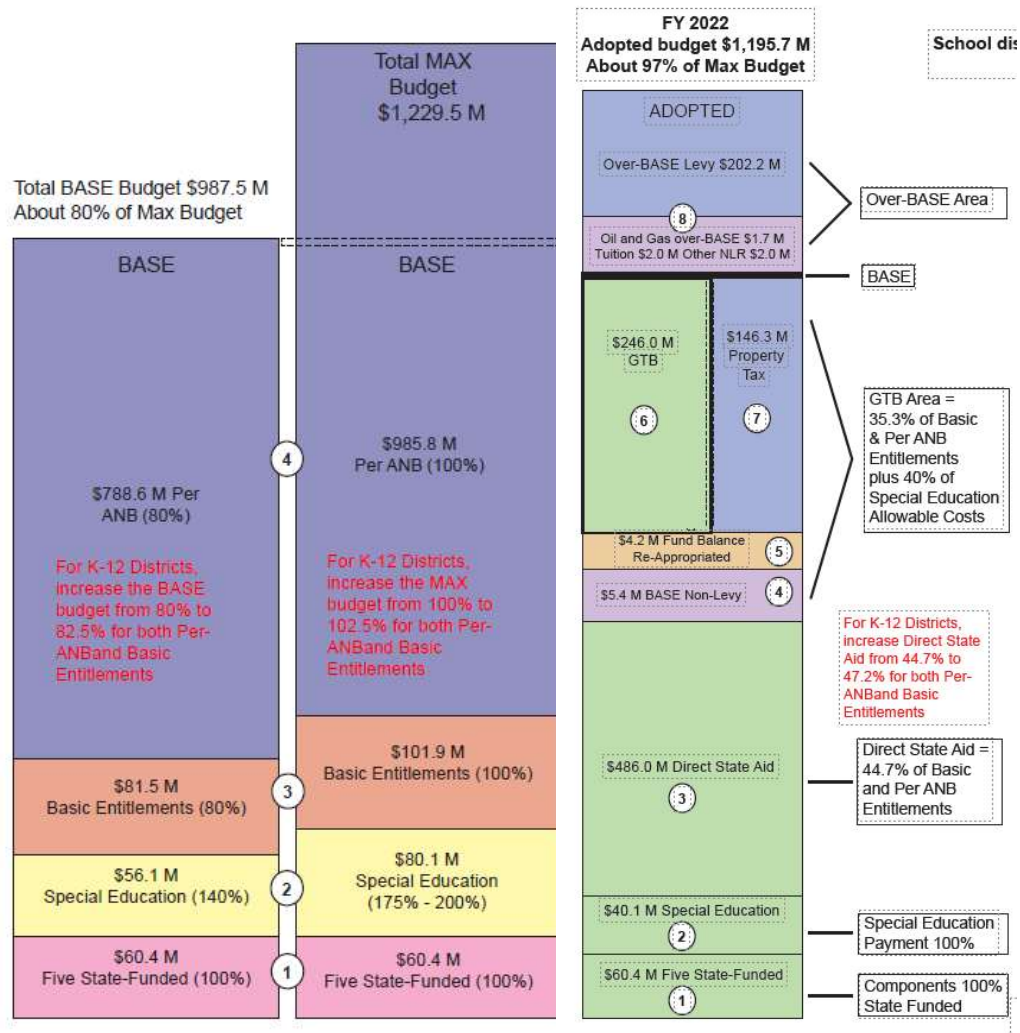 Total BASE Budget $987.5 M
About 80% of Max Budget
BASE
$788.6 M Per
ANB (80%)
For K-12 Districts,
increase the BASE
budget from 80% to
82.5% for both Per-
ANBand Basic
Entitlements
$81.5 M
Basic Entitlements (80%)
$56.1 M
Special Education (140%)
$60.4 M
Five State-Funded (100%)
4
3
2
1
Total MAX
Budget
$1,229.5 M
BASE
$985.8 M
Per ANB (100%)
For K-12 Districts,
increase the MAX
budget from 100% to
102.5% for both Per-
ANBand Basic
Entitlements
$101.9 M
Basic Entitlements (100%)
$80.1 M
Special Education
(175% - 200%)
$60.4 M
Five State-Funded (100%)
FY 2022
Adopted budget $1,195.7 M
About 97% of Max Budget
ADOPTED
Over-BASE Levy $202.2 M
8
Oil and Gas over-BASE $1.7 M
Tuition $2.0 M Other NLR $2.0 M
$246.0 M
GTB
6
$146.3 M
Property
Tax
7
$4.2 M Fund Balance
Re-Appropriated
5
$5.4 M BASE Non-Levy
4
$486.0 M Direct State Aid
3
$40.1 M Special Education
2
$60.4 M Five State-Funded
1
School dis
Over-BASE Area
BASE
GTB Area =
35.3% of Basic
& Per ANB
Entitlements
plus 40% of
Special Education
Allowable Costs
For K-12 Districts,
increase Direct State
Aid from 44.7% to
47.2% for both Per-
ANBand Basic
Entitlements
Direct State Aid =
44.7% of Basic
and Per ANB
Entitlements
Special Education
Payment 100%
Components 100%
State Funded